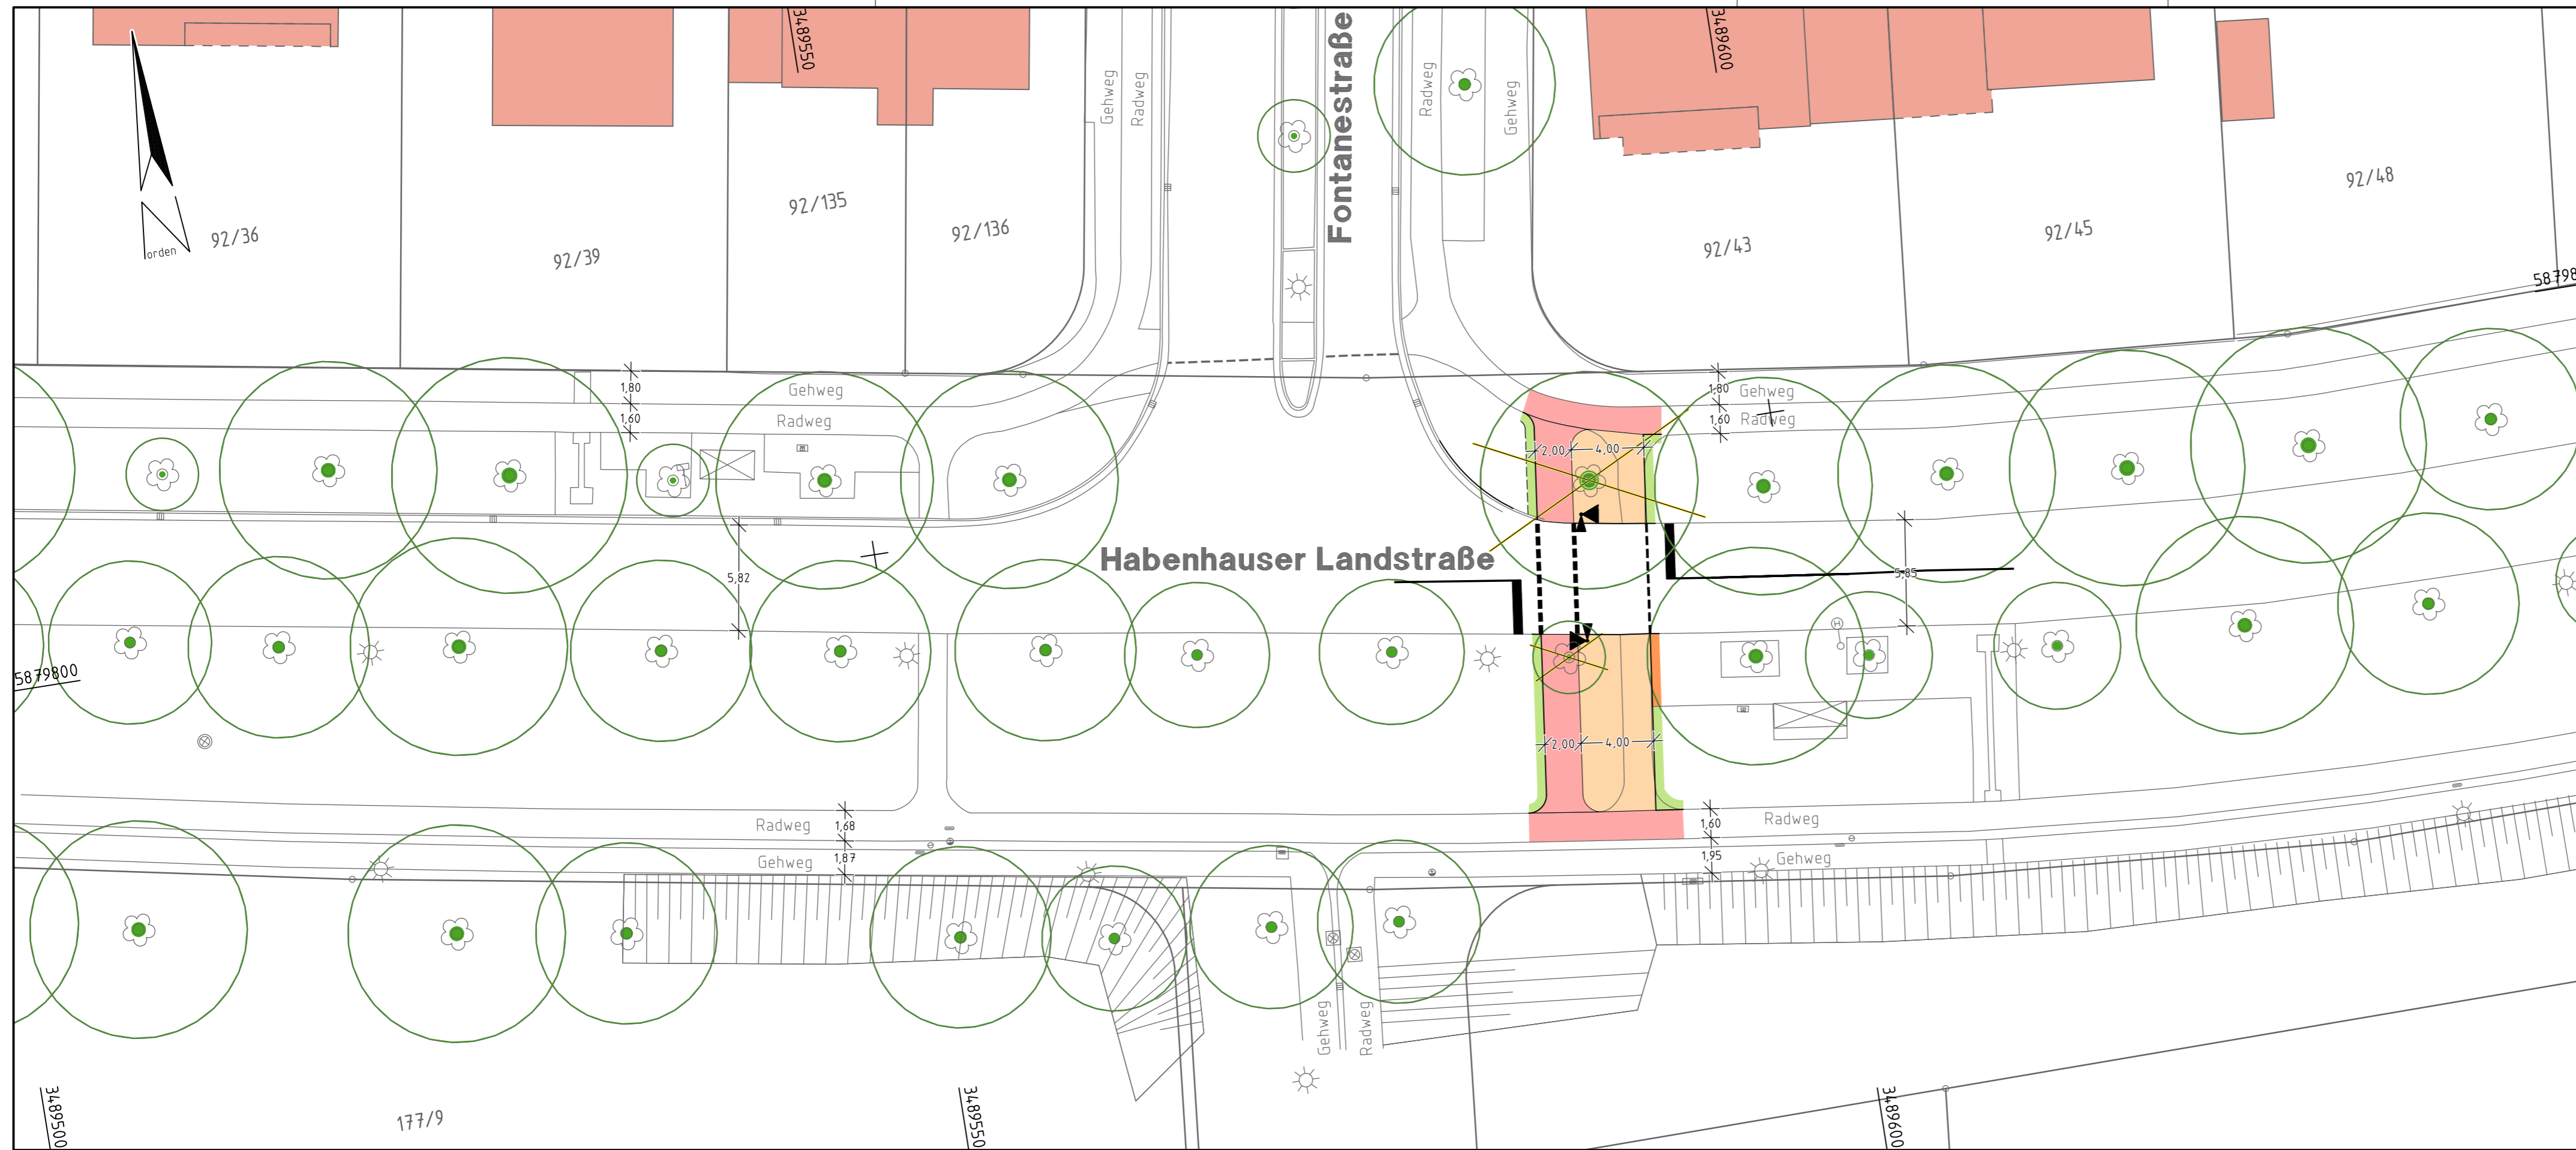 3489550
3489600
Fontanestraße
Gehweg
Radweg
Radweg
Gehweg
92/36
92/39
92/135
92/136
92/43
92/45
92/48
orden
58798
1,80
1,60
Gehweg
Radweg
1,80
1,60
Gehweg
Radweg
2,00
4,00
5,82
Habenhauser Landstraße
5,85
H
5879800
2,00
4,00
Radweg
1,68
Gehweg
1,87
1,60
Radweg
1,95
Gehweg
Gehweg
Radweg
177/9
3489500
3489550
3489600